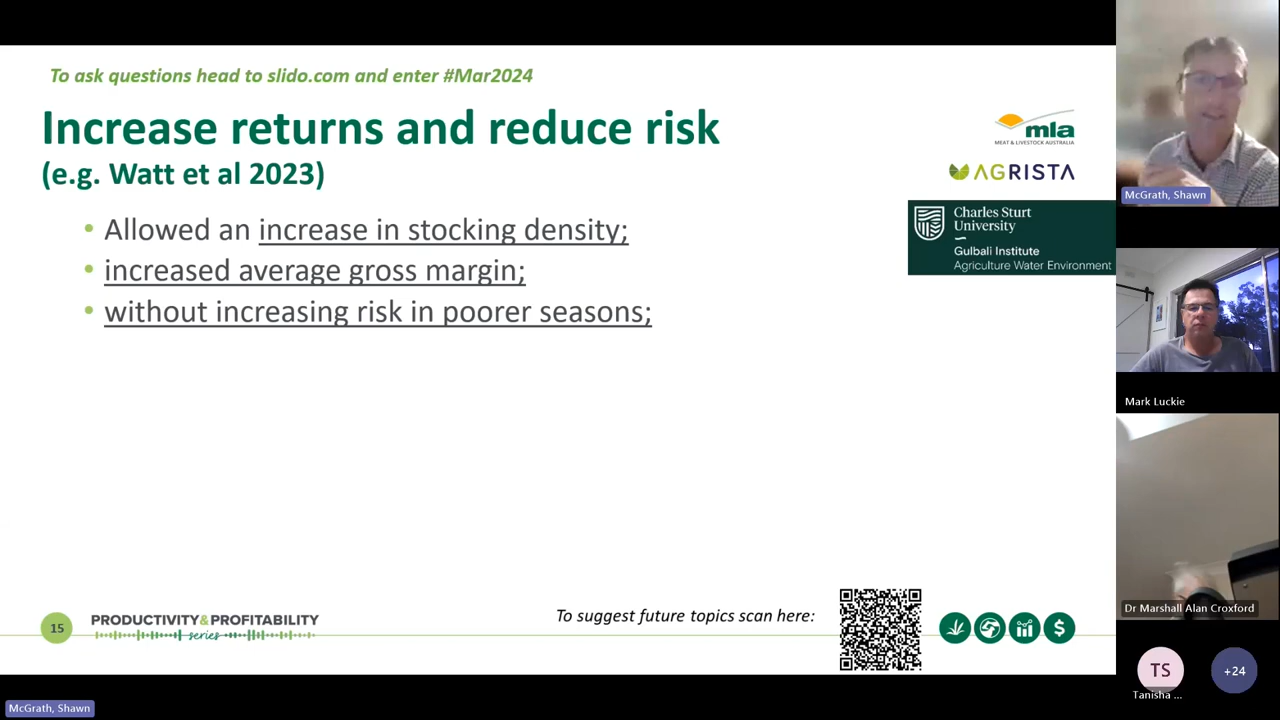 To ask questions head to slido.com and enter #Mar2024
Increase returns and reduce risk
(e.g. Watt et al 2023)
• Allowed an increase in stocking density;
• increased average gross margin;
• without increasing risk in poorer seasons;
mla
MEAT & LIVESTOCK AUSTRALIA
AGRISTA
Charles Sturt
University
Gulbali Institute
Agriculture Water Environment
15
PRODUCTIVITY&PROFITABILITY
series
To suggest future topics scan here:
$
McGrath, Shawn
Mark Luckie
Dr Marshall Alan Croxford
TS
Tanisha ...
+24
McGrath, Shawn